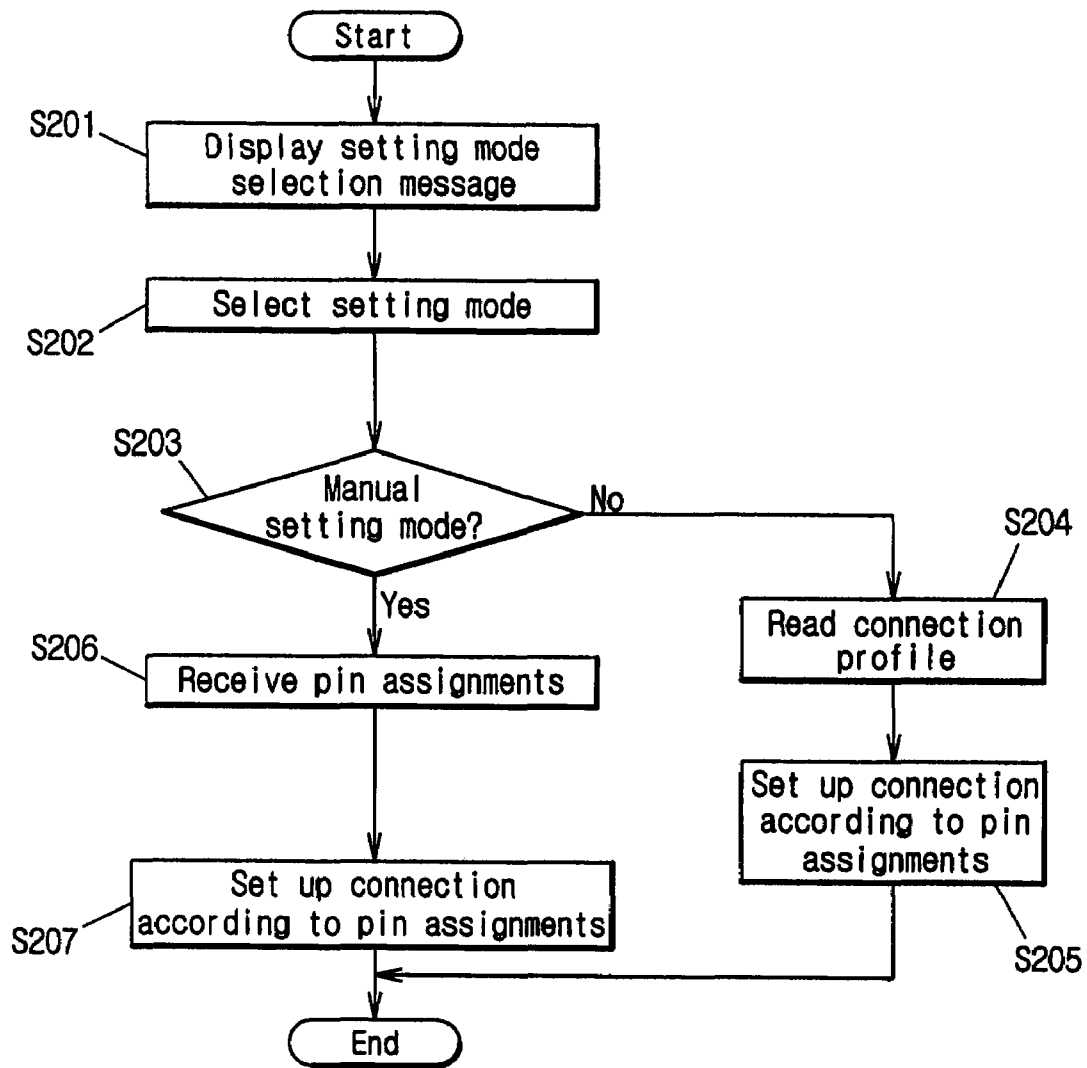 Start
S201
Display setting mode
selection message
Select setting mode
S202
S203
Manual
setting mode?
No
Yes
S204
Read connection
profile
S206
Receive pin assignments
Set up connection
according to pin
assignments
S205
Set up connection
according to pin assignments
S207
End